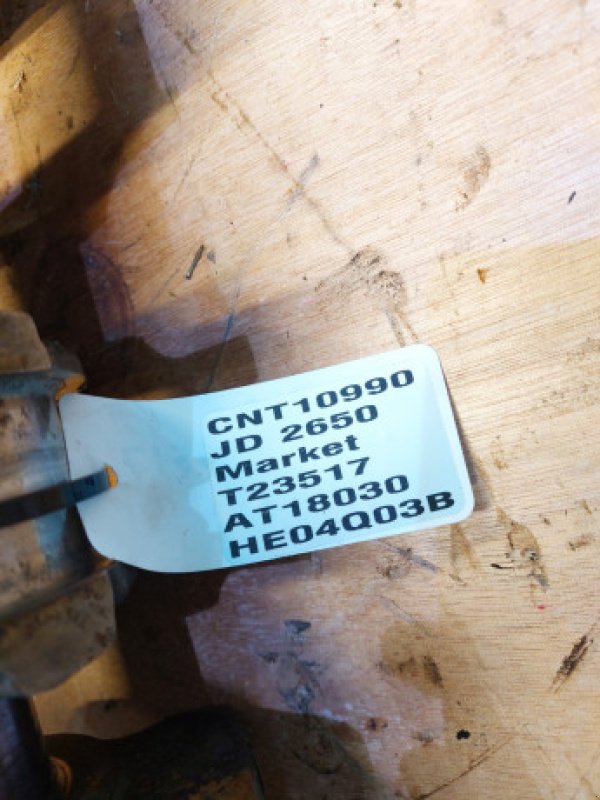 CNT10990
JD 2650
Market
T23517
AT18030
HE04Q03B